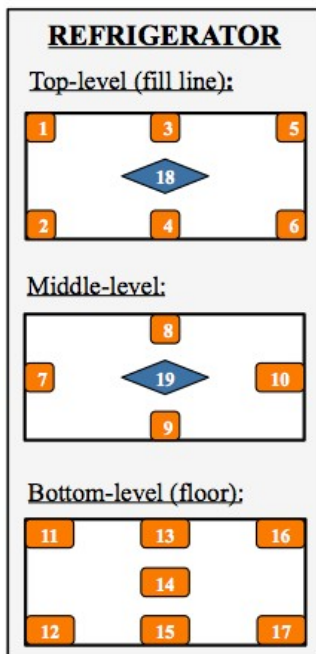 REFRIGERATOR
Top-level (fill line):
1 3 5
18
2 4 6
Middle-level:
8
7 19 10
9
Bottom-level (floor):
11 13 16
14
12 15 17